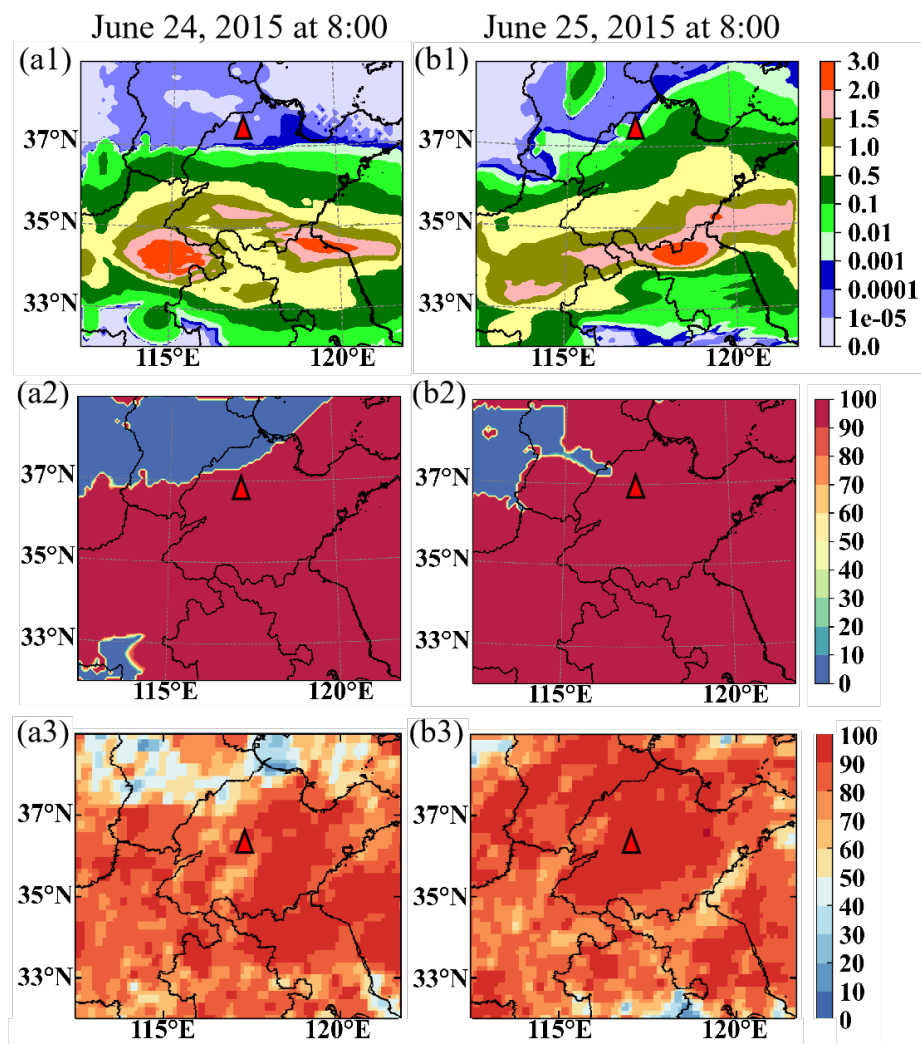 June 24, 2015 at 8:00 June 25, 2015 at 8:00
(a1) (b1)
37°N 37°N
35°N 35°N
33°N 33°N
115°E 120°E 115°E 120°E
3.0
2.0
1.5
1.0
0.5
0.1
0.01
0.001
0.0001
1e-05
0.0
(a2) (b2)
37°N 37°N
35°N 35°N
33°N 33°N
115°E 120°E 115°E 120°E
100
90
80
70
60
50
40
30
20
10
0
(a3) (b3)
37°N 37°N
35°N 35°N
33°N 33°N
115°E 120°E 115°E 120°E
100
90
80
70
60
50
40
30
20
10
0